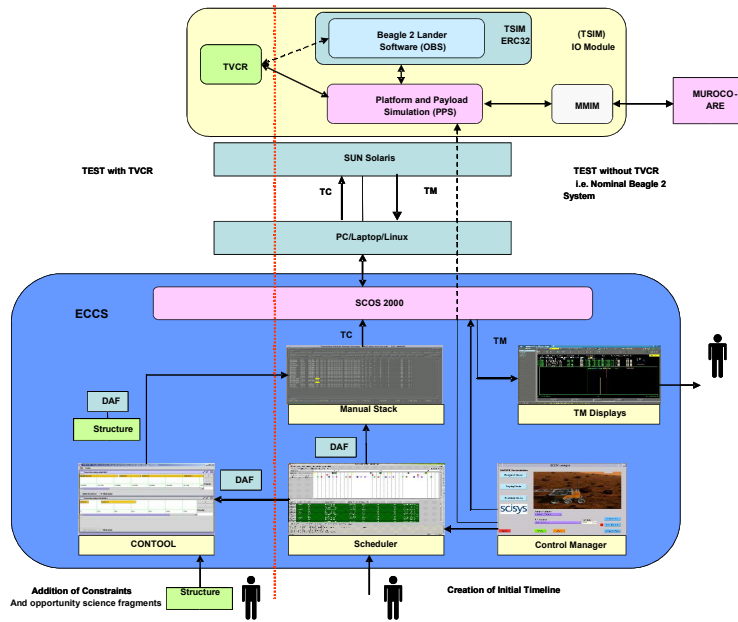 Beagle 2 Lander
Software (OBS)
TSIM
ERC32
(TSIM)
IO Module
TVCR
Platform and Payload
Simulation (PPS)
MMIM
MUROCO-
ARE
SUN Solaris
TEST with TVCR
TEST without TVCR
i.e. Nominal Beagle 2
System
TC
TM
PC/Laptop/Linux
ECCS
SCOS 2000
TC
TM
DAF
Structure
Manual Stack
TM Displays
DAF
DAF
scisys
CONTOOL
Scheduler
Control Manager
Addition of Constraints
And opportunity science fragments
Structure
Creation of Initial Timeline